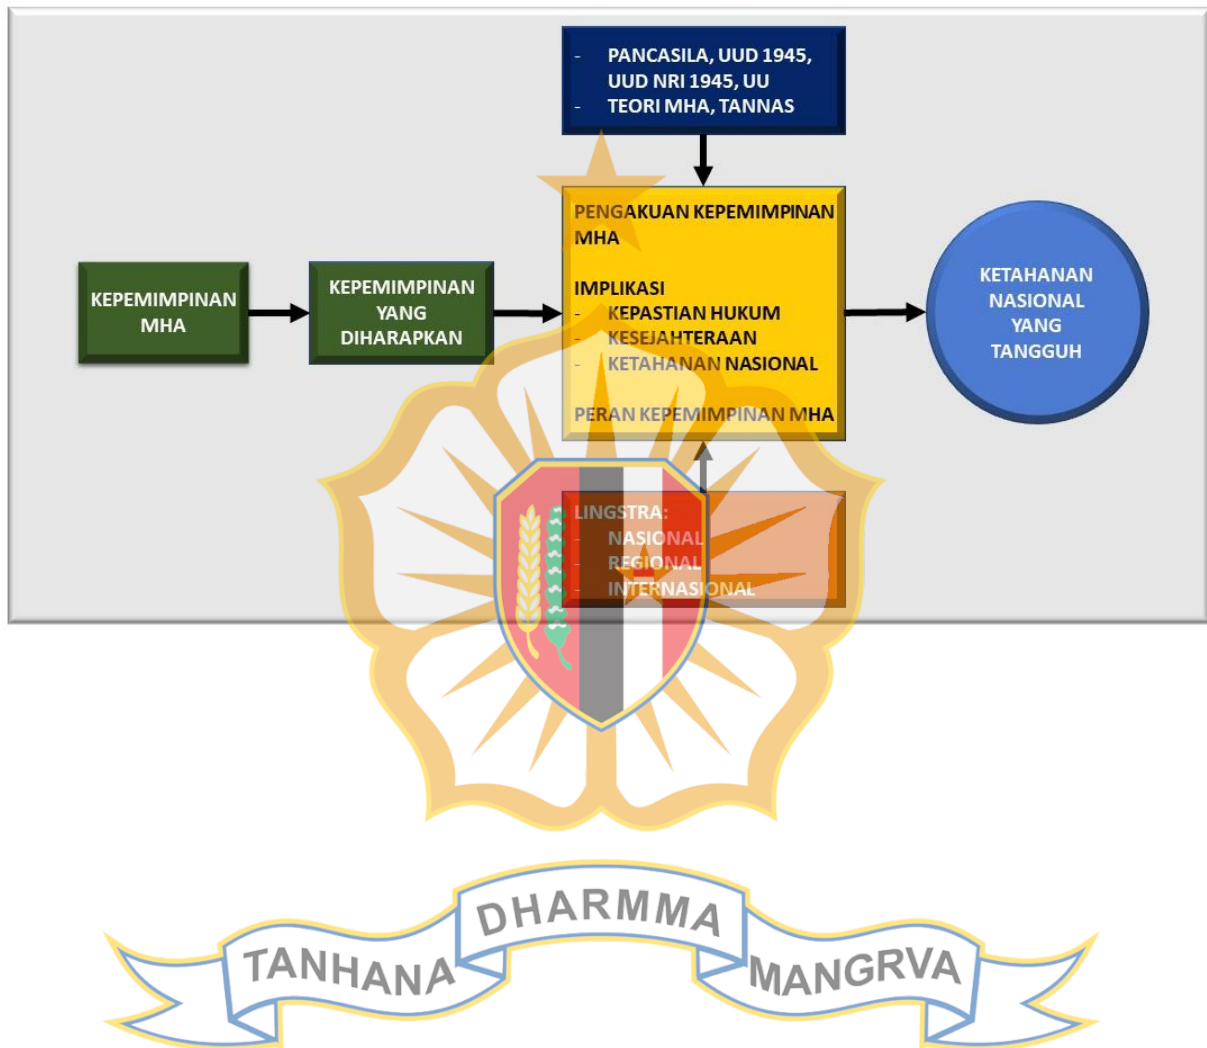 - PANCASILA, UUD 1945,
UUD NRI 1945, UU
- TEORI MHA, TANNAS
KEPEMIMPINAN
MHA
KEPEMIMPINAN
YANG
DIHARAPKAN
PENGAKUAN KEPEMIMPINAN
MHA
IMPLIKASI
- KEPASTIAN HUKUM
- KESEJAHTERAAN
- KETAHANAN NASIONAL
PERAN KEPEMIMPINAN MHA
KETAHANAN
NASIONAL
YANG
TANGGUH
LINGSTRA:
- NASIONAL
- REGIONAL
- INTERNASIONAL
TANHANA DHARMMA MANGRVA